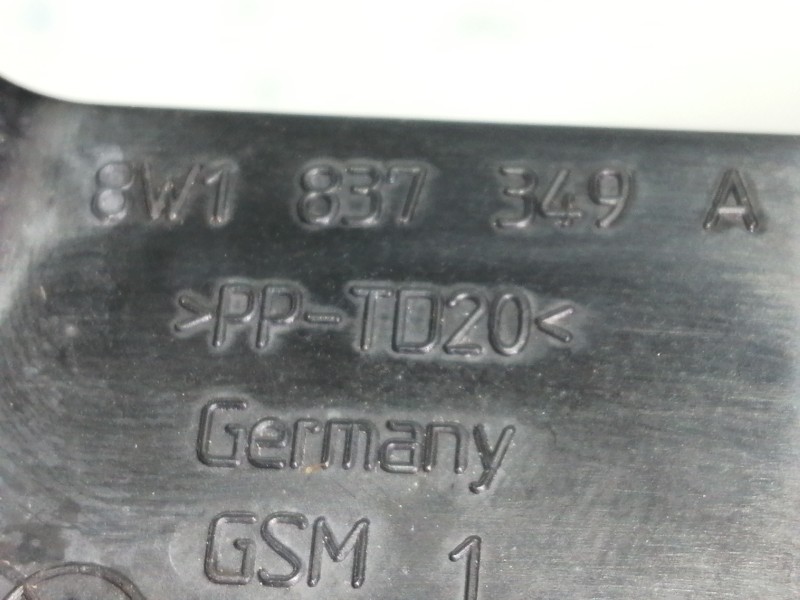 8W1 837 349 A
>PP-TD20<
Germany
GSM 1